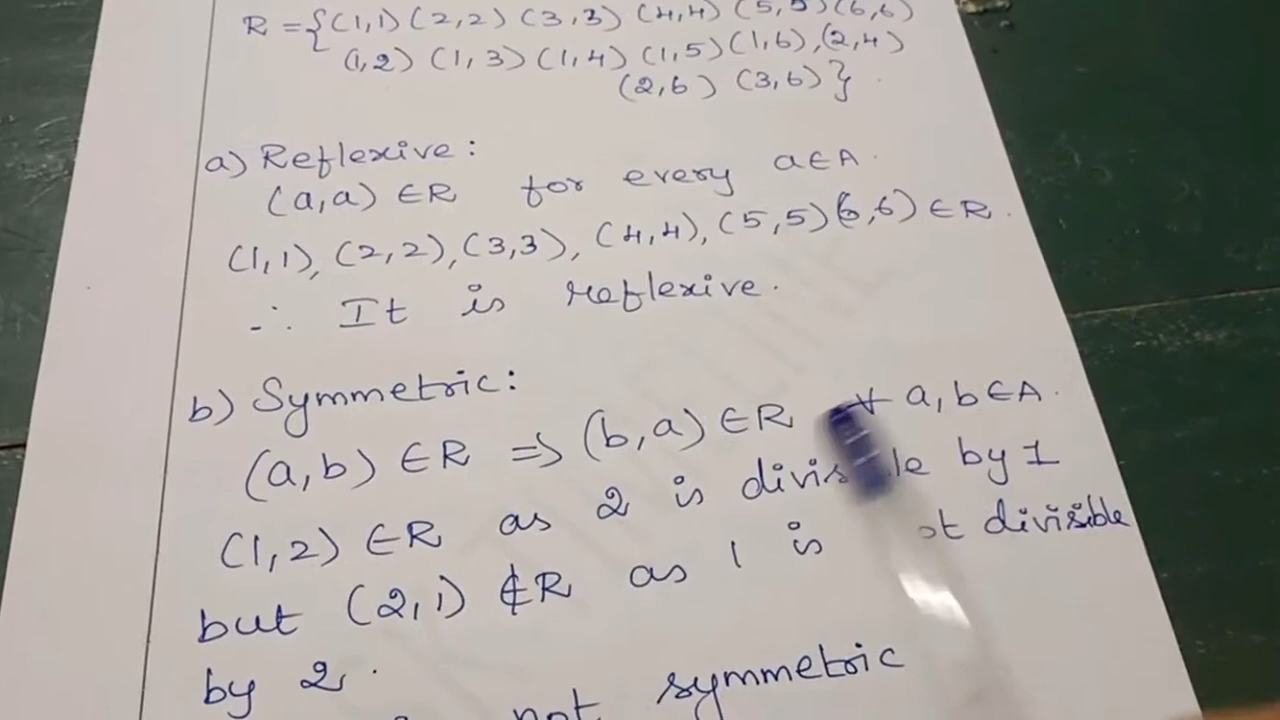 R = {(1,1) (2,2) (3,3) (4,4) (5,5) (6,6)
(1,2) (1,3) (1,4) (1,5) (1,6), (2,4)
(2,6) (3,6)}
a) Reflexive:
(a,a) ∈R for every a∈A.
(1,1), (2,2), (3,3), (4,4), (5,5) (6,6) ∈R.
∴ It is reflexive.
b) Symmetric:
(a,b) ∈R ⇒ (b,a) ∈R ∀ a,b∈A.
(1,2) ∈R as 2 is by 1
but (2,1) ∉R as 1 is divisible
by 2.
not symmetric